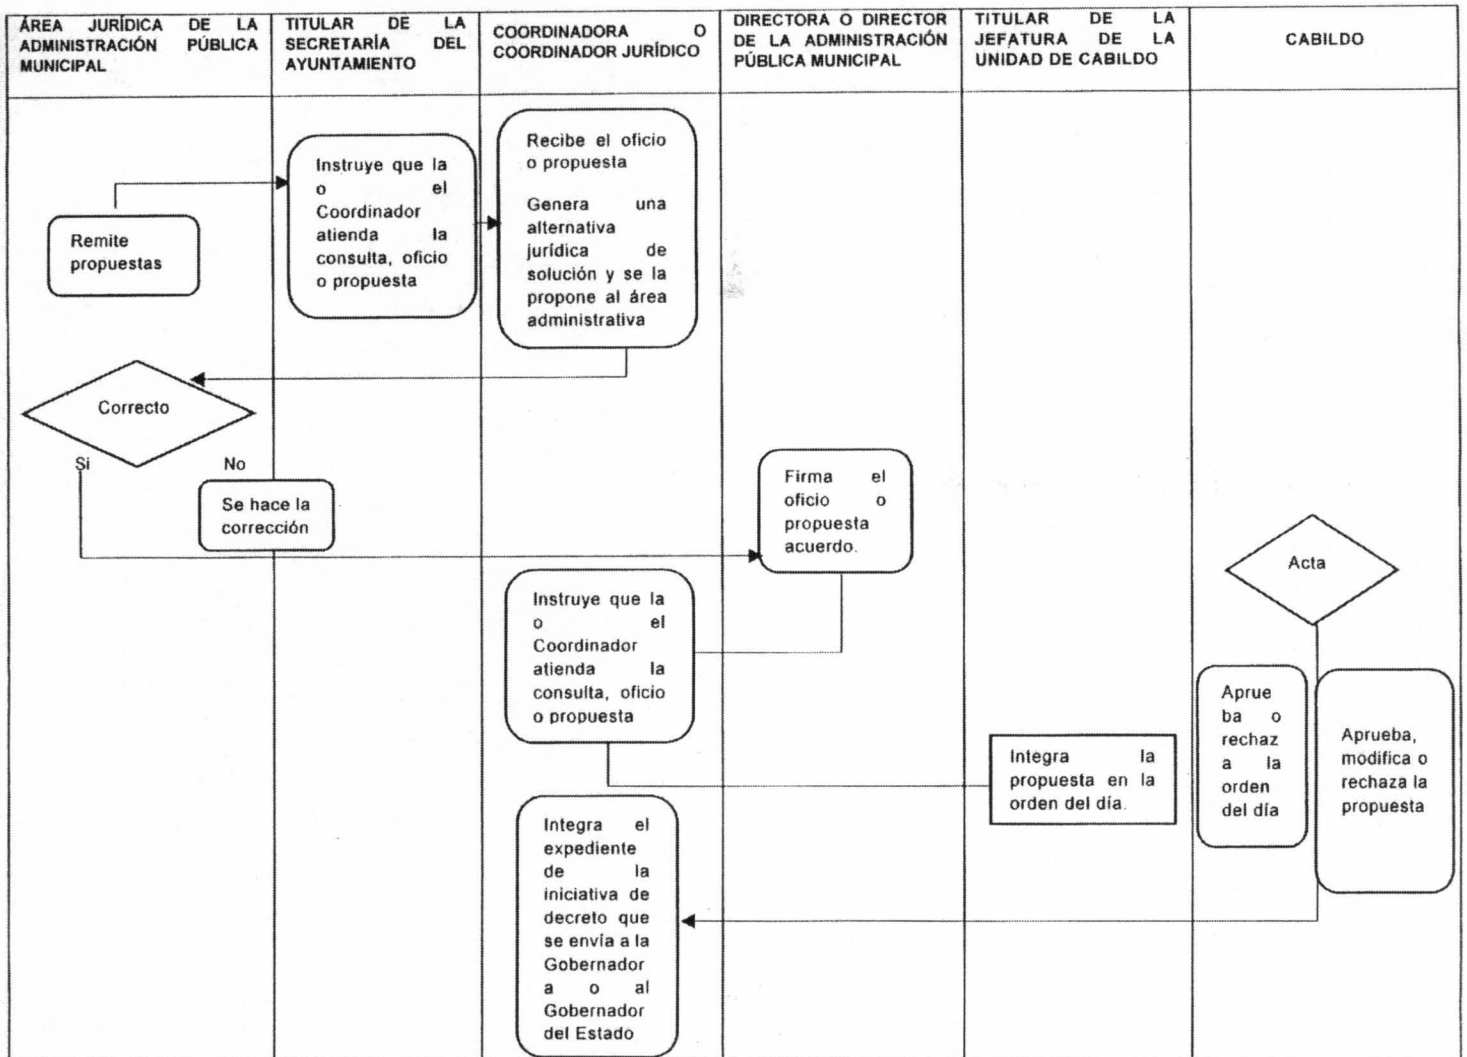 ÁREA JURÍDICA DE LA
ADMINISTRACIÓN PÚBLICA
MUNICIPAL
TITULAR DE LA
SECRETARÍA DEL
AYUNTAMIENTO
COORDINADORA O
COORDINADOR JURÍDICO
DIRECTORA O DIRECTOR
DE LA ADMINISTRACIÓN
PÚBLICA MUNICIPAL
TITULAR DE LA
JEFATURA DE LA
UNIDAD DE CABILDO
CABILDO
Remite
propuestas
Instruye que la
o el
Coordinador
atienda la
consulta, oficio
o propuesta
Recibe el oficio
o propuesta
Genera una
alternativa
jurídica de
solución y se la
propone al área
administrativa
Correcto
Si
No
Se hace la
corrección
Firma el
oficio o
propuesta
acuerdo.
Instruye que la
o el
Coordinador
atienda la
consulta, oficio
o propuesta
Integra la
propuesta en la
orden del día.
Acta
Aprue
ba o
rechaz
a la
orden
del día
Aprueba,
modifica o
rechaza la
propuesta
Integra el
expediente
de la
iniciativa de
decreto que
se envía a la
Gobernador
a o al
Gobernador
del Estado